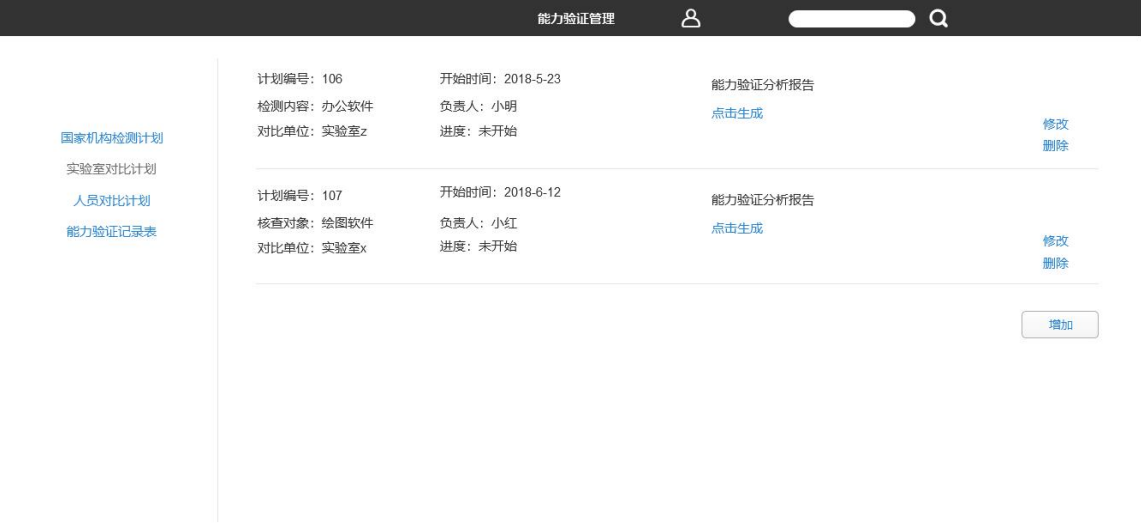 能力验证管理
国家机构检测计划
实验室对比计划
人员对比计划
能力验证记录表
计划编号：106 开始时间：2018-5-23 能力验证分析报告
检测内容：办公软件 负责人：小明 点击生成
对比单位：实验室z 进度：未开始
修改
删除
计划编号：107 开始时间：2018-6-12 能力验证分析报告
核查对象：绘图软件 负责人：小红 点击生成
对比单位：实验室x 进度：未开始
修改
删除
增加